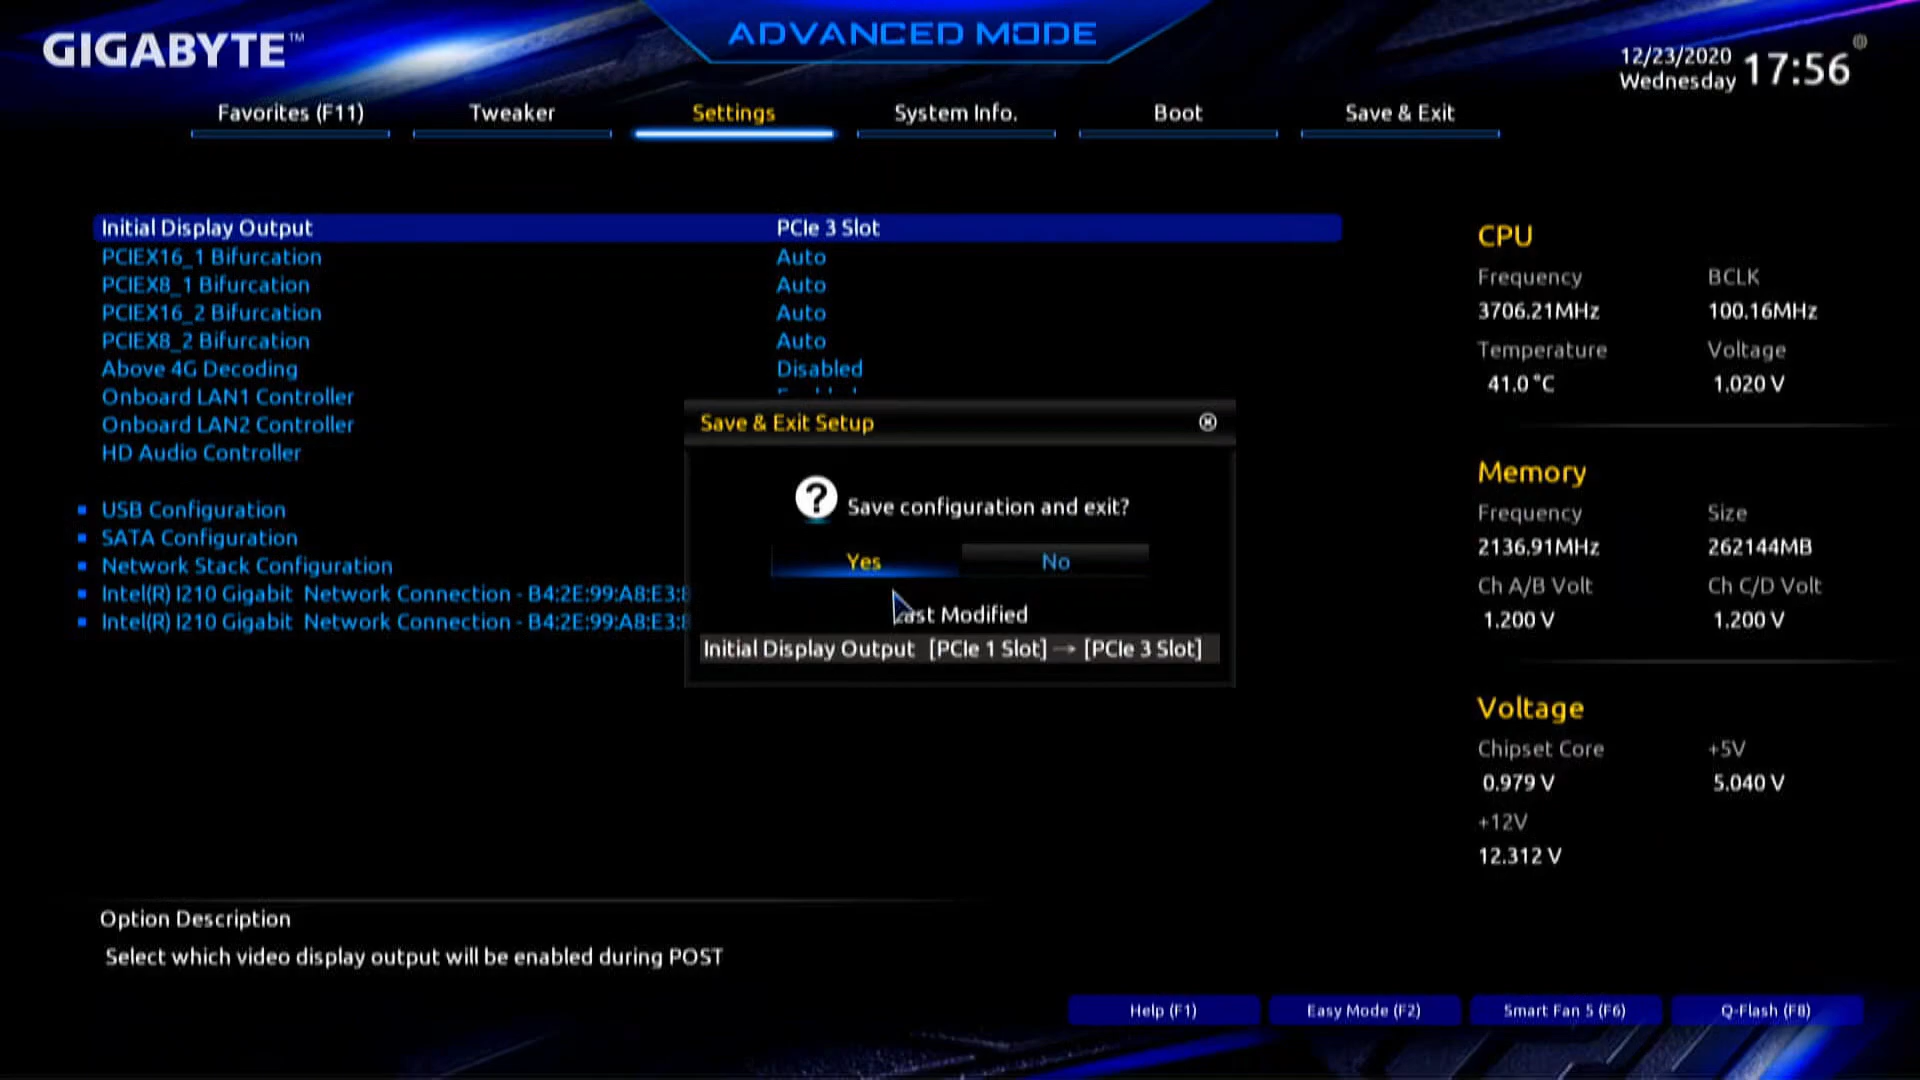 GIGABYTE™
ADVANCED MODE
12/23/2020
Wednesday
17:56
Favorites (F11) Tweaker Settings System Info. Boot Save & Exit
Initial Display Output PCIe 3 Slot
PCIEX16_1 Bifurcation Auto
PCIEX8_1 Bifurcation Auto
PCIEX16_2 Bifurcation Auto
PCIEX8_2 Bifurcation Auto
Above 4G Decoding Disabled
Onboard LAN1 Controller
Onboard LAN2 Controller
HD Audio Controller
USB Configuration
SATA Configuration
Network Stack Configuration
Intel(R) I210 Gigabit Network Connection - B4:2E:99:A8:E3:
Intel(R) I210 Gigabit Network Connection - B4:2E:99:A8:E3:
Save & Exit Setup
Save configuration and exit?
Yes No
Last Modified
Initial Display Output [PCIe 1 Slot] → [PCIe 3 Slot]
CPU
Frequency BCLK
3706.21MHz 100.16MHz
Temperature Voltage
41.0 °C 1.020 V
Memory
Frequency Size
2136.91MHz 262144MB
Ch A/B Volt Ch C/D Volt
1.200 V 1.200 V
Voltage
Chipset Core +5V
0.979 V 5.040 V
+12V
12.312 V
Option Description
Select which video display output will be enabled during POST
Help (F1) Easy Mode (F2) Smart Fan 5 (F6) Q-Flash (F8)